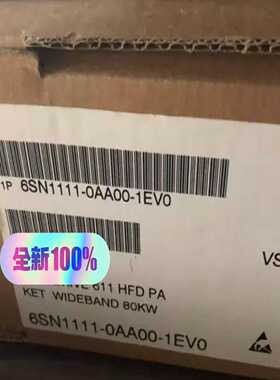 1P 6SN1111-0AA00-1EV0
VS
全新100%
611 HFD PA
KET WIDEBAND 80KW
6SN1111-0AA00-1EV0